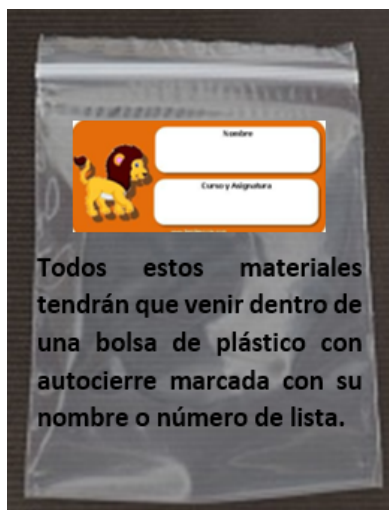 Nombre
Curso y Asignatura
Todos estos materiales
tendrán que venir dentro de
una bolsa de plástico con
autocierre marcada con su
nombre o número de lista.